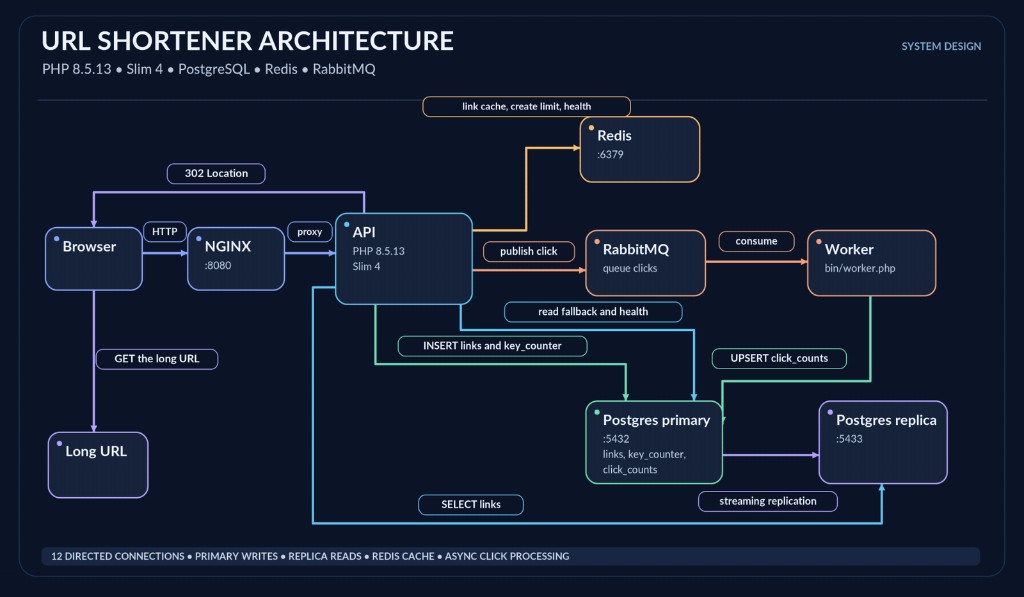 URL SHORTENER ARCHITECTURE
SYSTEM DESIGN
PHP 8.5.13 • Slim 4 • PostgreSQL • Redis • RabbitMQ
link cache, create limit, health
Redis
:6379
302 Location
Browser
HTTP
NGINX
:8080
proxy
API
PHP 8.5.13
Slim 4
publish click
RabbitMQ
queue clicks
consume
Worker
bin/worker.php
read fallback and health
INSERT links and key_counter
UPSERT click_counts
GET the long URL
Long URL
Postgres primary
:5432
links, key_counter,
click_counts
Postgres replica
:5433
streaming replication
SELECT links
12 DIRECTED CONNECTIONS • PRIMARY WRITES • REPLICA READS • REDIS CACHE • ASYNC CLICK PROCESSING